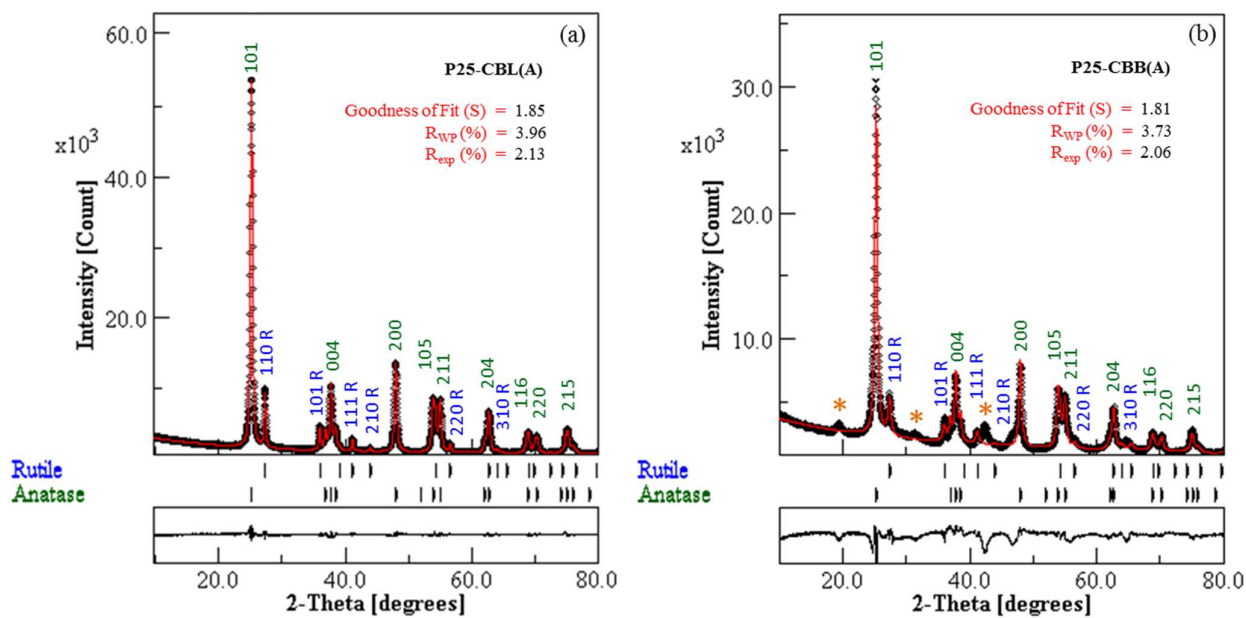 (a)
P25-CBL(A)
Goodness of Fit (S) = 1.85
R_WP (%) = 3.96
R_exp (%) = 2.13
60.0
x10³
40.0
20.0
Intensity [Count]
101
110 R
101 R
004
111 R
210 R
200
105
211
220 R
204
310 R
116
220
215
Rutile
Anatase
20.0 40.0 60.0 80.0
2-Theta [degrees]
(b)
P25-CBB(A)
Goodness of Fit (S) = 1.81
R_WP (%) = 3.73
R_exp (%) = 2.06
30.0
x10³
20.0
10.0
Intensity [Count]
101
*
110 R
*
101 R
004
111 R
*
210 R
200
105
211
220 R
204
310 R
116
220
215
Rutile
Anatase
20.0 40.0 60.0 80.0
2-Theta [degrees]